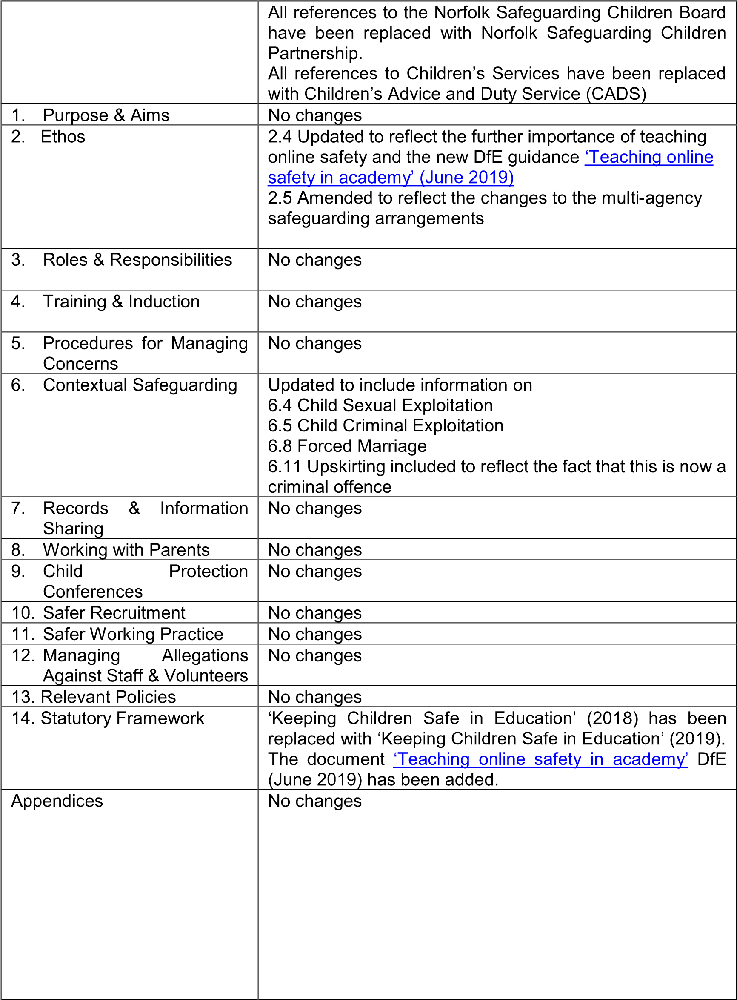 All references to the Norfolk Safeguarding Children Board
have been replaced with Norfolk Safeguarding Children
Partnership.
All references to Children’s Services have been replaced
with Children’s Advice and Duty Service (CADS)
1. Purpose & Aims
No changes
2. Ethos
2.4 Updated to reflect the further importance of teaching
online safety and the new DfE guidance ‘Teaching online
safety in academy’ (June 2019)
2.5 Amended to reflect the changes to the multi-agency
safeguarding arrangements
3. Roles & Responsibilities
No changes
4. Training & Induction
No changes
5. Procedures for Managing
Concerns
No changes
6. Contextual Safeguarding
Updated to include information on
6.4 Child Sexual Exploitation
6.5 Child Criminal Exploitation
6.8 Forced Marriage
6.11 Upskirting included to reflect the fact that this is now a
criminal offence
7. Records & Information
Sharing
No changes
8. Working with Parents
No changes
9. Child Protection
Conferences
No changes
10. Safer Recruitment
No changes
11. Safer Working Practice
No changes
12. Managing Allegations
Against Staff & Volunteers
No changes
13. Relevant Policies
No changes
14. Statutory Framework
‘Keeping Children Safe in Education’ (2018) has been
replaced with ‘Keeping Children Safe in Education’ (2019).
The document ‘Teaching online safety in academy’ DfE
(June 2019) has been added.
Appendices
No changes